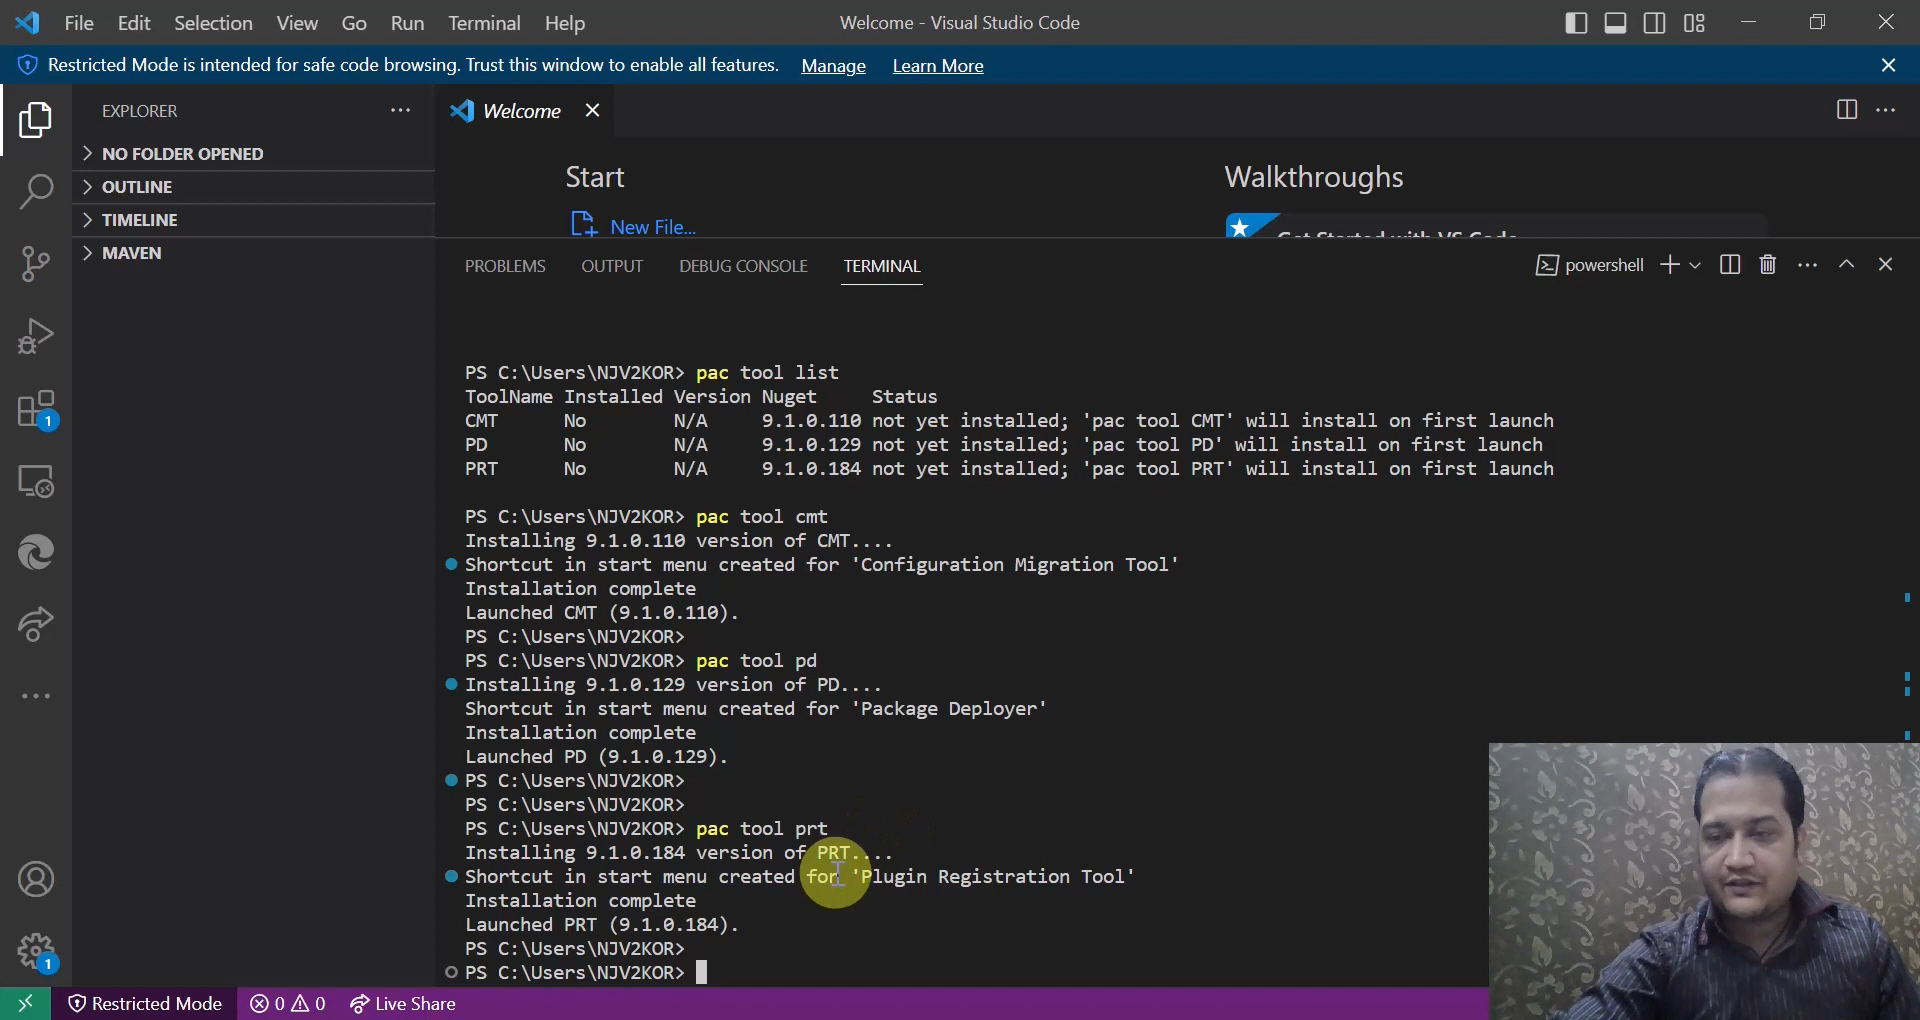 File Edit Selection View Go Run Terminal Help Welcome - Visual Studio Code
Restricted Mode is intended for safe code browsing. Trust this window to enable all features. Manage Learn More
EXPLORER
NO FOLDER OPENED
OUTLINE
TIMELINE
MAVEN
Welcome
Start
New File...
Walkthroughs
Get Started with VS Code
PROBLEMS OUTPUT DEBUG CONSOLE TERMINAL powershell
PS C:\Users\NJV2KOR> pac tool list
ToolName Installed Version Nuget Status
CMT No N/A 9.1.0.110 not yet installed; 'pac tool CMT' will install on first launch
PD No N/A 9.1.0.129 not yet installed; 'pac tool PD' will install on first launch
PRT No N/A 9.1.0.184 not yet installed; 'pac tool PRT' will install on first launch
PS C:\Users\NJV2KOR> pac tool cmt
Installing 9.1.0.110 version of CMT....
Shortcut in start menu created for 'Configuration Migration Tool'
Installation complete
Launched CMT (9.1.0.110).
PS C:\Users\NJV2KOR>
PS C:\Users\NJV2KOR> pac tool pd
Installing 9.1.0.129 version of PD....
Shortcut in start menu created for 'Package Deployer'
Installation complete
Launched PD (9.1.0.129).
PS C:\Users\NJV2KOR>
PS C:\Users\NJV2KOR>
PS C:\Users\NJV2KOR> pac tool prt
Installing 9.1.0.184 version of PRT....
Shortcut in start menu created for 'Plugin Registration Tool'
Installation complete
Launched PRT (9.1.0.184).
PS C:\Users\NJV2KOR>
PS C:\Users\NJV2KOR>
1
1
Restricted Mode 0 0 Live Share